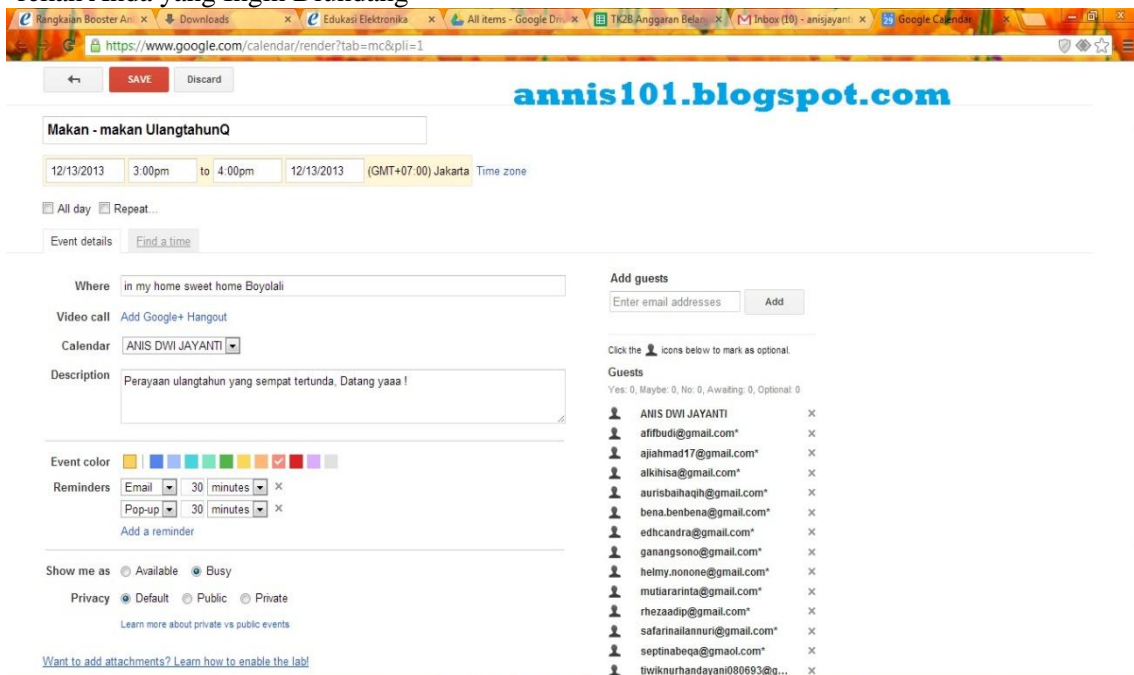 Teman Anda yang Ingin Diundang
Rangkaian Booster Ant × Downloads × Edukasi Elektronika × All items - Google Driv × TK2B Anggaran Belanj × Inbox (10) - anisjayanti × Google Calendar ×
https://www.google.com/calendar/render?tab=mc&pli=1
SAVE Discard
annis101.blogspot.com
Makan - makan UlangtahunQ
12/13/2013 3:00pm to 4:00pm 12/13/2013 (GMT+07:00) Jakarta Time zone
All day Repeat...
Event details Find a time
Where in my home sweet home Boyolali
Video call Add Google+ Hangout
Calendar ANIS DWI JAYANTI
Description Perayaan ulangtahun yang sempat tertunda, Datang yaaa !
Event color
Reminders Email 30 minutes ×
Pop-up 30 minutes ×
Add a reminder
Show me as Available Busy
Privacy Default Public Private
Learn more about private vs public events
Want to add attachments? Learn how to enable the lab!
Add guests
Enter email addresses Add
Click the icons below to mark as optional.
Guests
Yes: 0, Maybe: 0, No: 0, Awaiting: 0, Optional: 0
ANIS DWI JAYANTI ×
afifbudi@gmail.com* ×
ajiahmad17@gmail.com* ×
alkihisa@gmail.com* ×
aurisbaihaqih@gmail.com* ×
bena.benbena@gmail.com* ×
edhcandra@gmail.com* ×
ganangsono@gmail.com* ×
helmy.nonone@gmail.com* ×
mutiararinta@gmail.com* ×
rhezaadip@gmail.com* ×
safarinailannuri@gmail.com* ×
septinabeqa@gmaol.com* ×
tiwiknurhandayani080693@g... ×